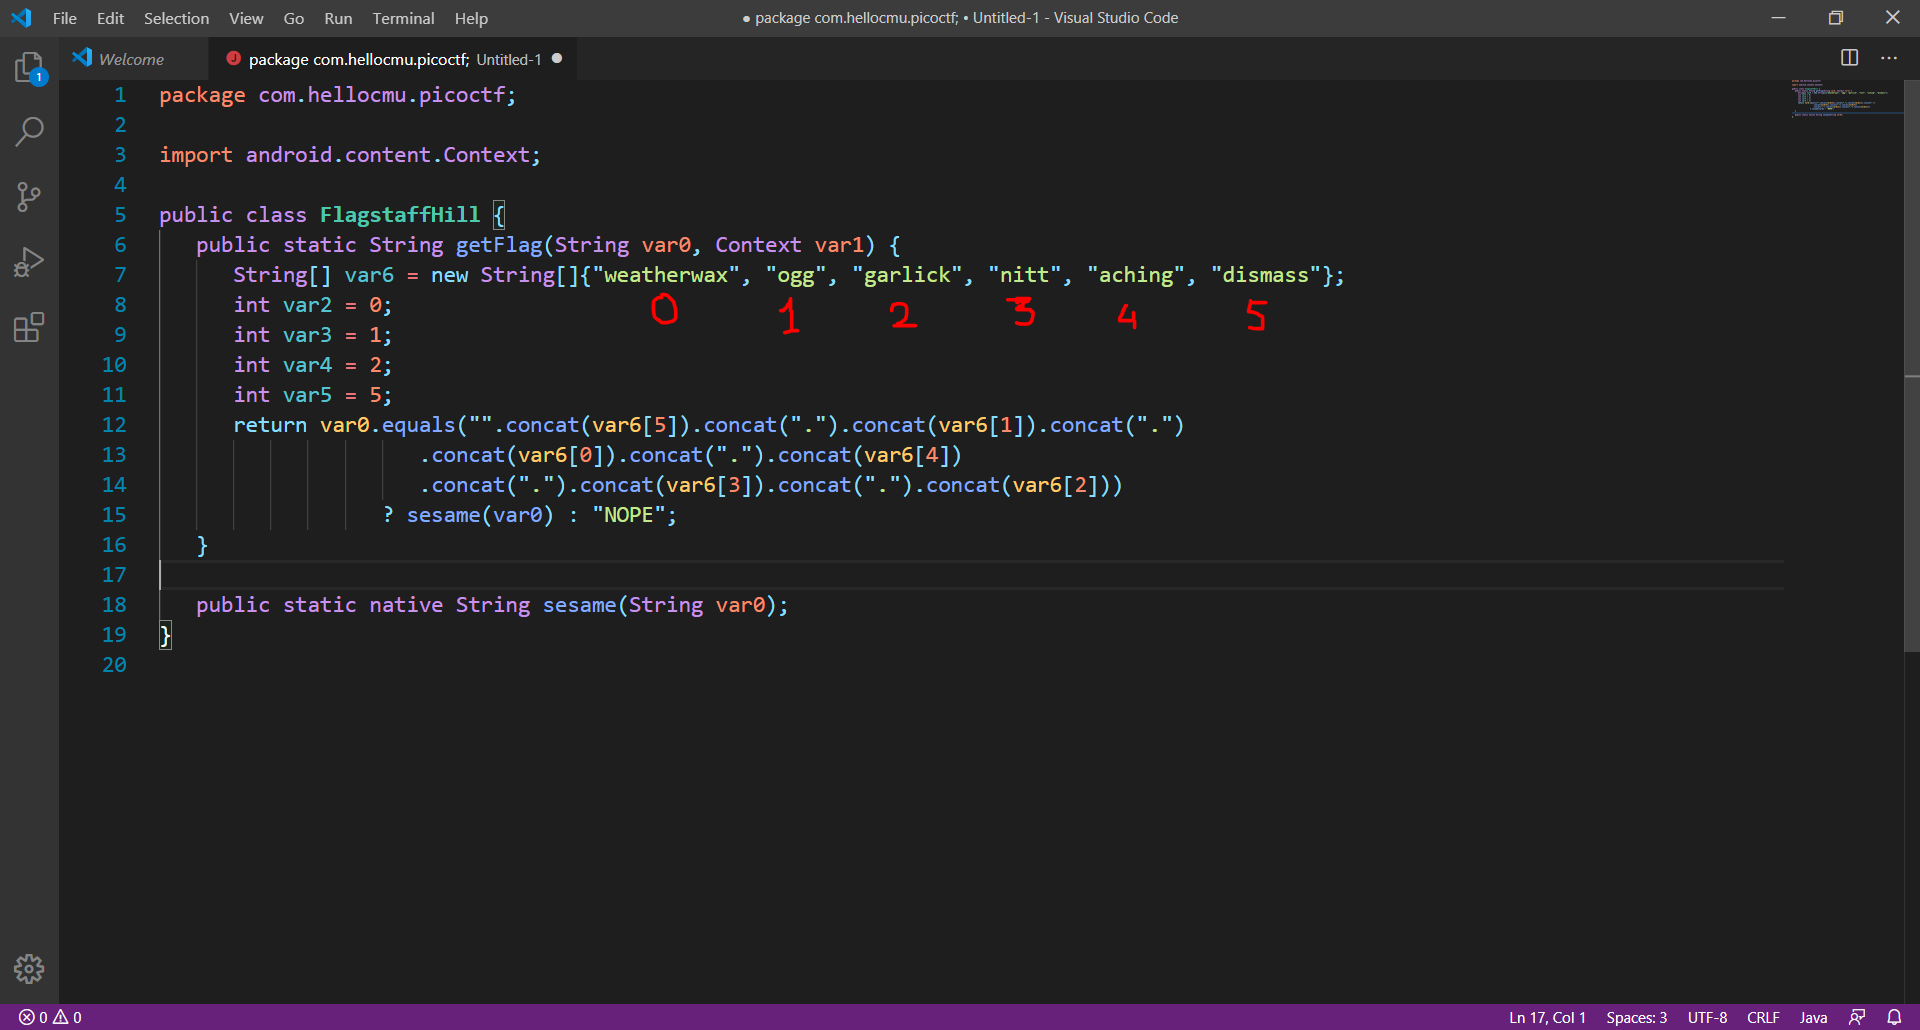 File Edit Selection View Go Run Terminal Help
● package com.hellocmu.picoctf; • Untitled-1 - Visual Studio Code
Welcome
package com.hellocmu.picoctf; Untitled-1 ●
1
1 package com.hellocmu.picoctf;
2
3 import android.content.Context;
4
5 public class FlagstaffHill {
6 public static String getFlag(String var0, Context var1) {
7 String[] var6 = new String[]{"weatherwax", "ogg", "garlick", "nitt", "aching", "dismass"};
0 1 2 3 4 5
8 int var2 = 0;
9 int var3 = 1;
10 int var4 = 2;
11 int var5 = 5;
12 return var0.equals("".concat(var6[5]).concat(".").concat(var6[1]).concat(".")
13 .concat(var6[0]).concat(".").concat(var6[4])
14 .concat(".").concat(var6[3]).concat(".").concat(var6[2]))
15 ? sesame(var0) : "NOPE";
16 }
17
18 public static native String sesame(String var0);
19 }
20
0 0
Ln 17, Col 1 Spaces: 3 UTF-8 CRLF Java